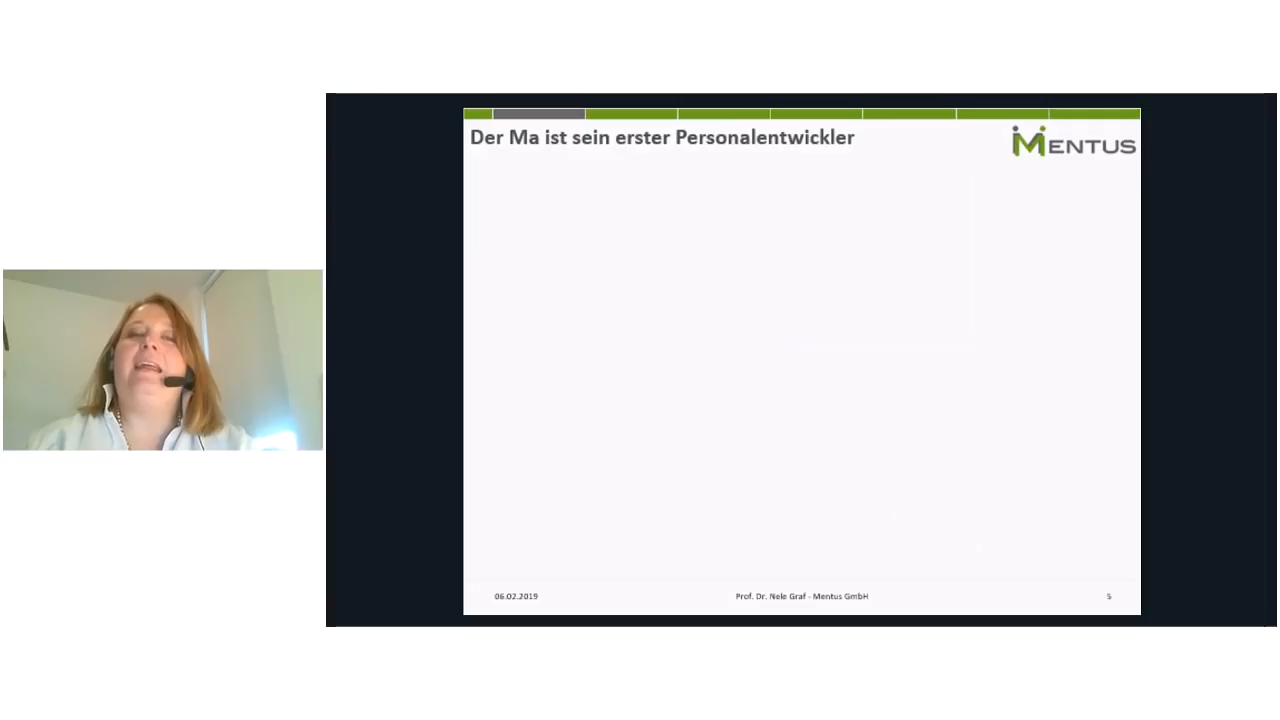 Der Ma ist sein erster Personalentwickler
MENTUS
06.02.2019
Prof. Dr. Nele Graf - Mentus GmbH
5